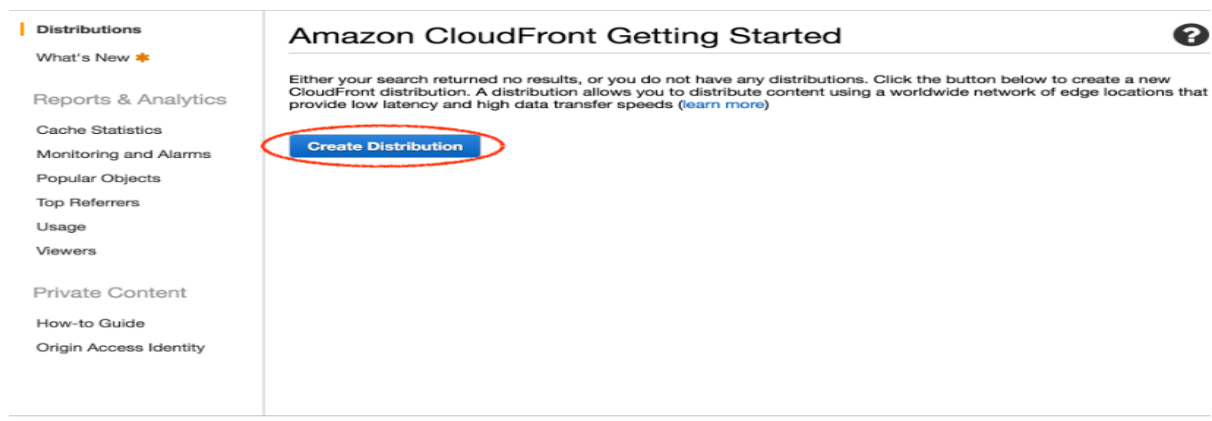 Distributions
What's New ✱
Reports & Analytics
Cache Statistics
Monitoring and Alarms
Popular Objects
Top Referrers
Usage
Viewers
Private Content
How-to Guide
Origin Access Identity
Amazon CloudFront Getting Started
?
Either your search returned no results, or you do not have any distributions. Click the button below to create a new
CloudFront distribution. A distribution allows you to distribute content using a worldwide network of edge locations that
provide low latency and high data transfer speeds (learn more)
Create Distribution